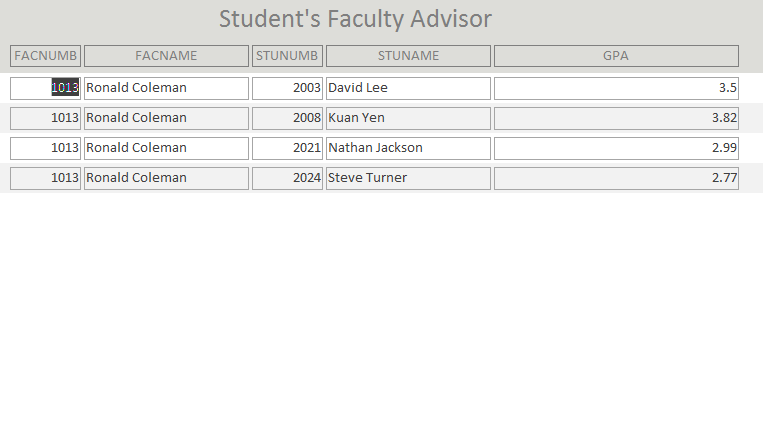 Student's Faculty Advisor
FACNUMB FACNAME STUNUMB STUNAME GPA
1013 Ronald Coleman 2003 David Lee 3.5
1013 Ronald Coleman 2008 Kuan Yen 3.82
1013 Ronald Coleman 2021 Nathan Jackson 2.99
1013 Ronald Coleman 2024 Steve Turner 2.77